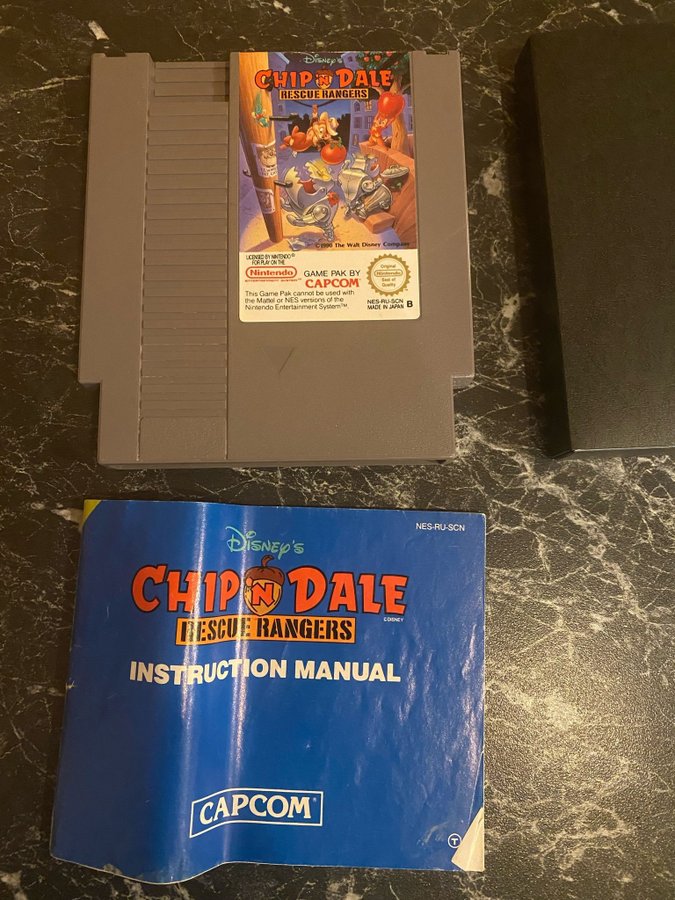 Disney's
CHIP 'N DALE
RESCUE RANGERS
©1990 The Walt Disney Company
LICENSED BY NINTENDO®
FOR PLAY ON THE
Nintendo
ENTERTAINMENT SYSTEM™
GAME PAK BY
CAPCOM®
Original
Nintendo
Seal of
Quality
This Game Pak cannot be used with
the Mattel or NES versions of the
Nintendo Entertainment System™.
NES-RU-SCN
MADE IN JAPAN B
NES-RU-SCN
Disney's
CHIP 'N DALE
©DISNEY
RESCUE RANGERS
INSTRUCTION MANUAL
CAPCOM®
T